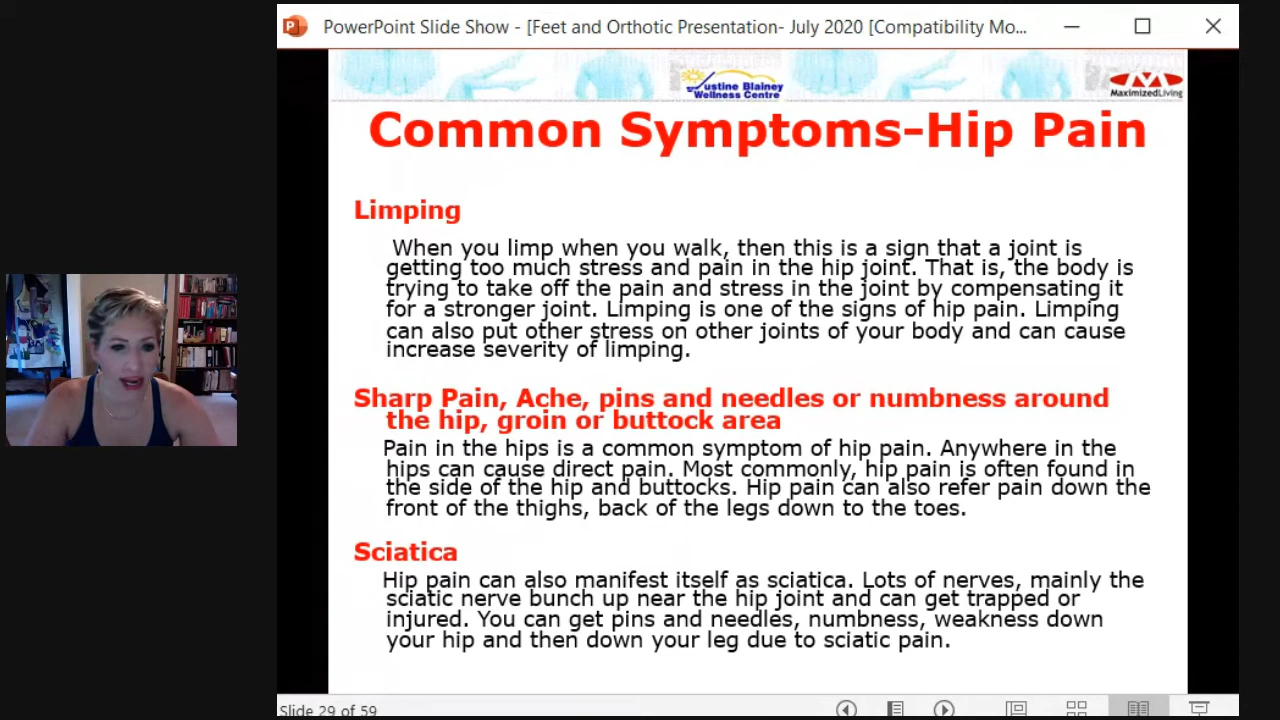 PowerPoint Slide Show - [Feet and Orthotic Presentation- July 2020 [Compatibility Mo...
ustine Blainey
Wellness Centre
MaximizedLiving
Common Symptoms-Hip Pain
Limping
When you limp when you walk, then this is a sign that a joint is
getting too much stress and pain in the hip joint. That is, the body is
trying to take off the pain and stress in the joint by compensating it
for a stronger joint. Limping is one of the signs of hip pain. Limping
can also put other stress on other joints of your body and can cause
increase severity of limping.
Sharp Pain, Ache, pins and needles or numbness around
the hip, groin or buttock area
Pain in the hips is a common symptom of hip pain. Anywhere in the
hips can cause direct pain. Most commonly, hip pain is often found in
the side of the hip and buttocks. Hip pain can also refer pain down the
front of the thighs, back of the legs down to the toes.
Sciatica
Hip pain can also manifest itself as sciatica. Lots of nerves, mainly the
sciatic nerve bunch up near the hip joint and can get trapped or
injured. You can get pins and needles, numbness, weakness down
your hip and then down your leg due to sciatic pain.
Slide 29 of 59